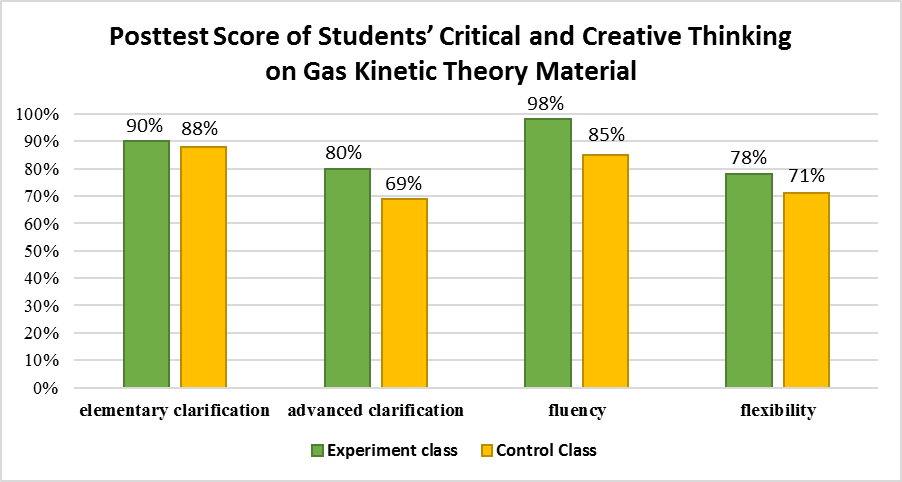 Posttest Score of Students’ Critical and Creative Thinking
on Gas Kinetic Theory Material
100%
90%
80%
70%
60%
50%
40%
30%
20%
10%
0%
90%
88%
80%
69%
98%
85%
78%
71%
elementary clarification
advanced clarification
fluency
flexibility
Experiment class
Control Class